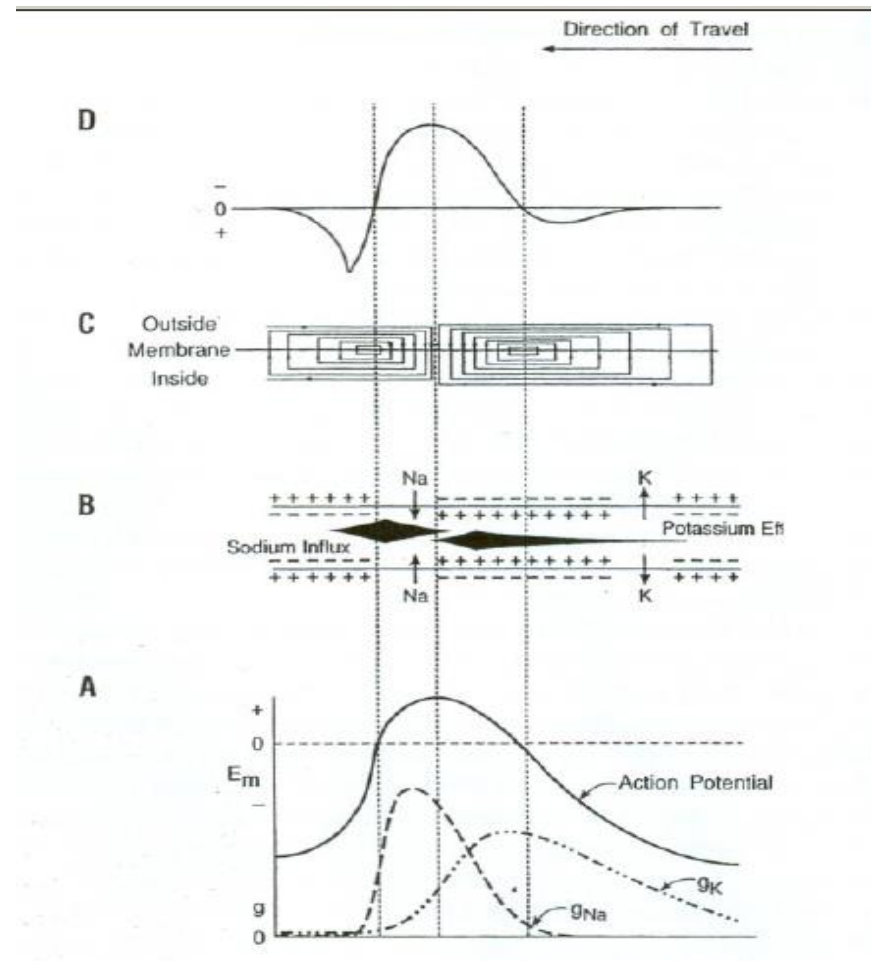 Direction of Travel
D
−
0
+
C
Outside
Membrane
Inside
Na
K
B
+ + + + + +
− − − − − − − − − − −
+ + + + +
− − − − −
+ + + + + + + + + +
− − − −
Sodium Influx
Potassium Eff
− − − − − −
+ + + + + + + + + +
− − − −
+ + + + + +
− − − − − − − − − −
+ + + + +
Na
K
A
+
0
Em
−
Action Potential
gK
gNa
g
0